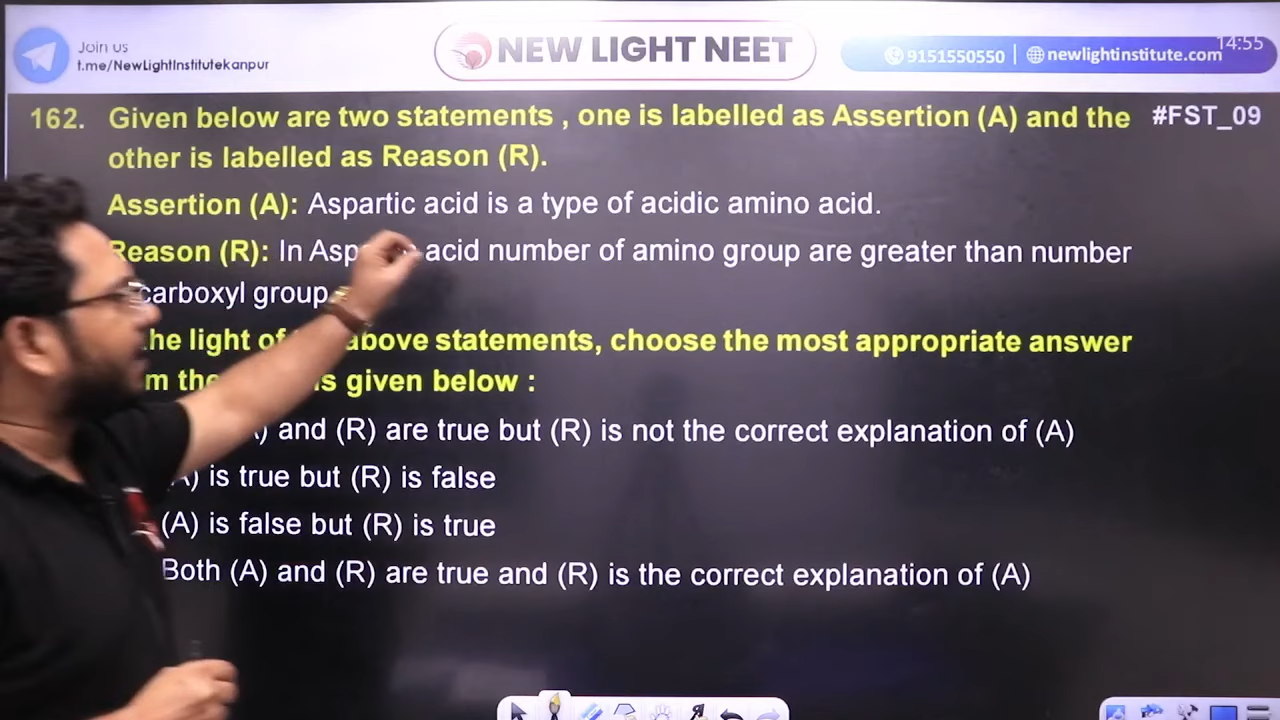 Join us
t.me/NewLightInstitutekanpur
NEW LIGHT NEET
9151550550 | newlightinstitute.com
14:55
162. Given below are two statements , one is labelled as Assertion (A) and the #FST_09
other is labelled as Reason (R).
Assertion (A): Aspartic acid is a type of acidic amino acid.
Reason (R): In acid number of amino group are greater than number
carboxyl group
light of above statements, choose the most appropriate answer
given below :
and (R) are true but (R) is not the correct explanation of (A)
is true but (R) is false
(A) is false but (R) is true
Both (A) and (R) are true and (R) is the correct explanation of (A)